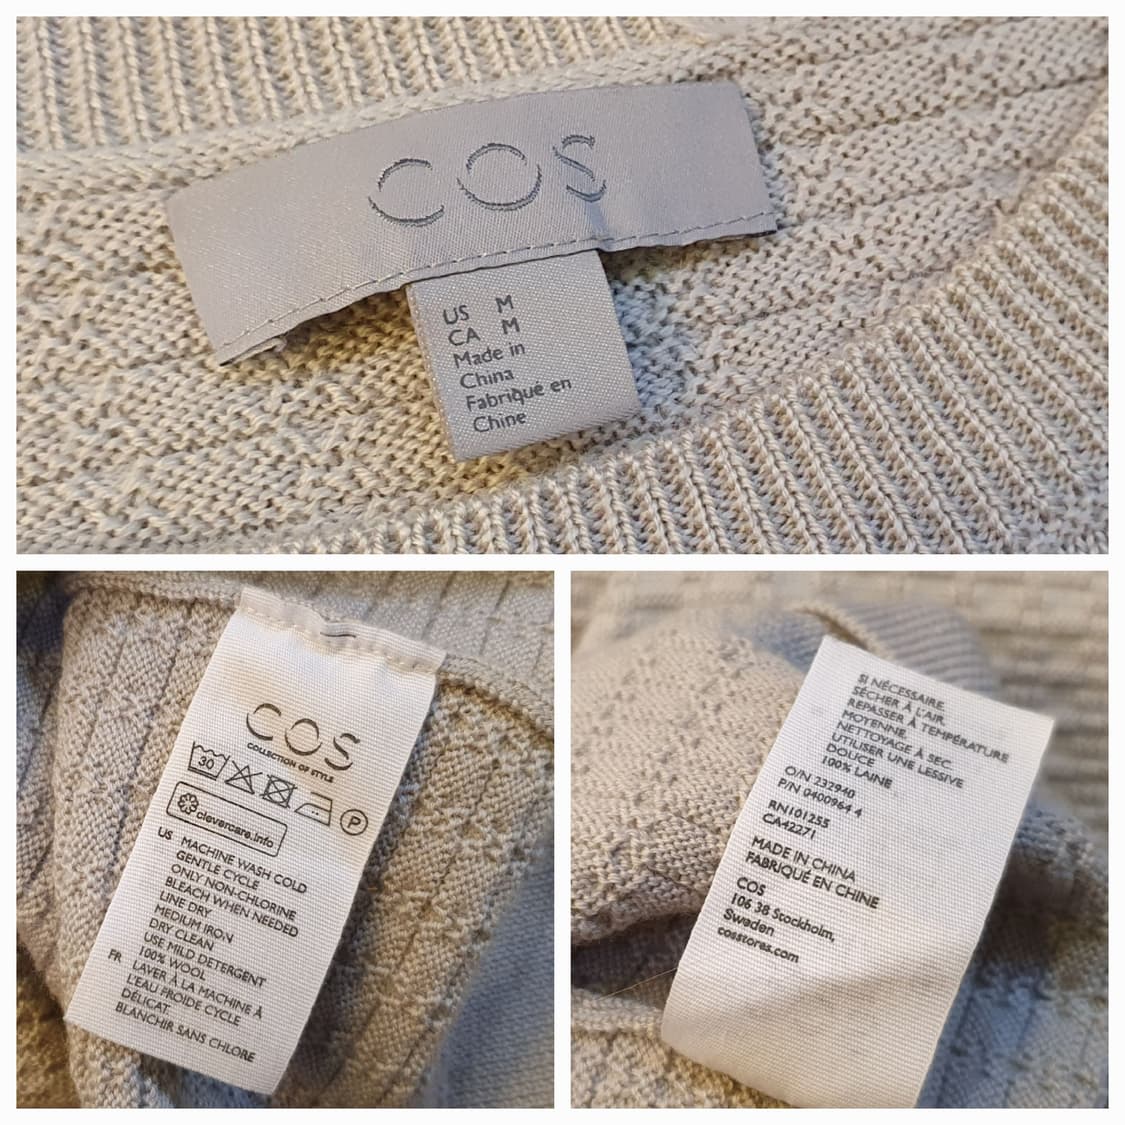 COS
US M
CA M
Made in
China
Fabriqué en
Chine
COS
COLLECTION OF STYLE
30
P
clevercare.info
US MACHINE WASH COLD
GENTLE CYCLE
ONLY NON-CHLORINE
BLEACH WHEN NEEDED
LINE DRY
MEDIUM IRON
DRY CLEAN
USE MILD DETERGENT
100% WOOL
FR LAVER À LA MACHINE À
L'EAU FROIDE CYCLE
DÉLICAT.
BLANCHIR SANS CHLORE
SI NÉCESSAIRE.
SÉCHER À L'AIR.
REPASSER À TEMPÉRATURE
MOYENNE.
NETTOYAGE À SEC.
UTILISER UNE LESSIVE
DOUCE
100% LAINE
O/N 232940
P/N 0400964 4
RN101255
CA42271
MADE IN CHINA
FABRIQUÉ EN CHINE
COS
106 38 Stockholm,
Sweden
cosstores.com